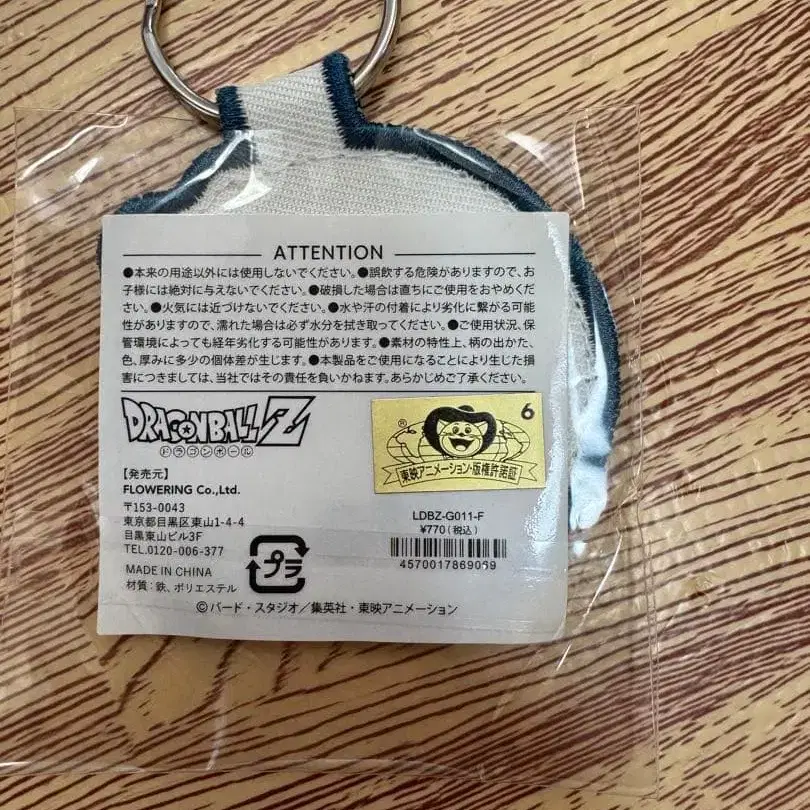 ATTENTION
●本来の用途以外には使用しないでください。●誤飲する危険がありますので、お
子様には絶対に与えないでください。●破損した場合は直ちにご使用をおやめくだ
さい。●火気には近づけないでください。●水や汗の付着により劣化に繋がる可能
性がありますので、濡れた場合は必ず水分を拭き取ってください。●ご使用状況、保
管環境によっても経年劣化する可能性があります。●素材の特性上、柄の出かた、
色、厚みに多少の個体差が生じます。●本製品をご使用になることにより生じた損
害につきましては、当社ではその責任を負いかねます。あらかじめご了承ください。
DRAGONBALL Z
ドラゴンボール
6
®
東映アニメーション・版権許諾証
【発売元】
FLOWERING Co.,Ltd.
〒153-0043
東京都目黒区東山1-4-4
目黒東山ビル3F
TEL.0120-006-377
MADE IN CHINA
材質：鉄、ポリエステル
プラ
LDBZ-G011-F
¥770（税込）
4570017869069
©バード・スタジオ／集英社・東映アニメーション